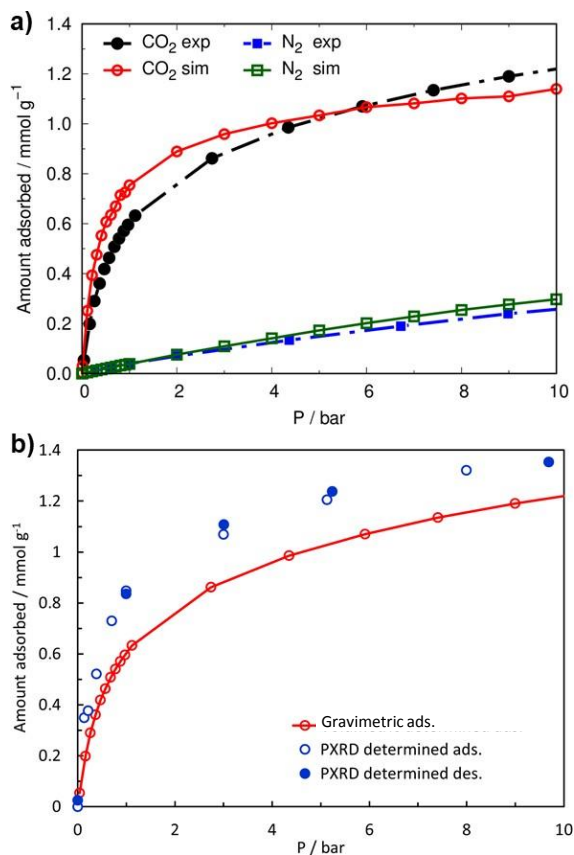 a)
CO2 exp
N2 exp
CO2 sim
N2 sim
1.4
1.2
1.0
0.8
0.6
0.4
0.2
0.0
Amount adsorbed / mmol g−1
0 2 4 6 8 10
P / bar
b)
1.4
1.2
1
0.8
0.6
0.4
0.2
0
Amount adsorbed / mmol g-1
Gravimetric ads.
PXRD determined ads.
PXRD determined des.
0 2 4 6 8 10
P / bar